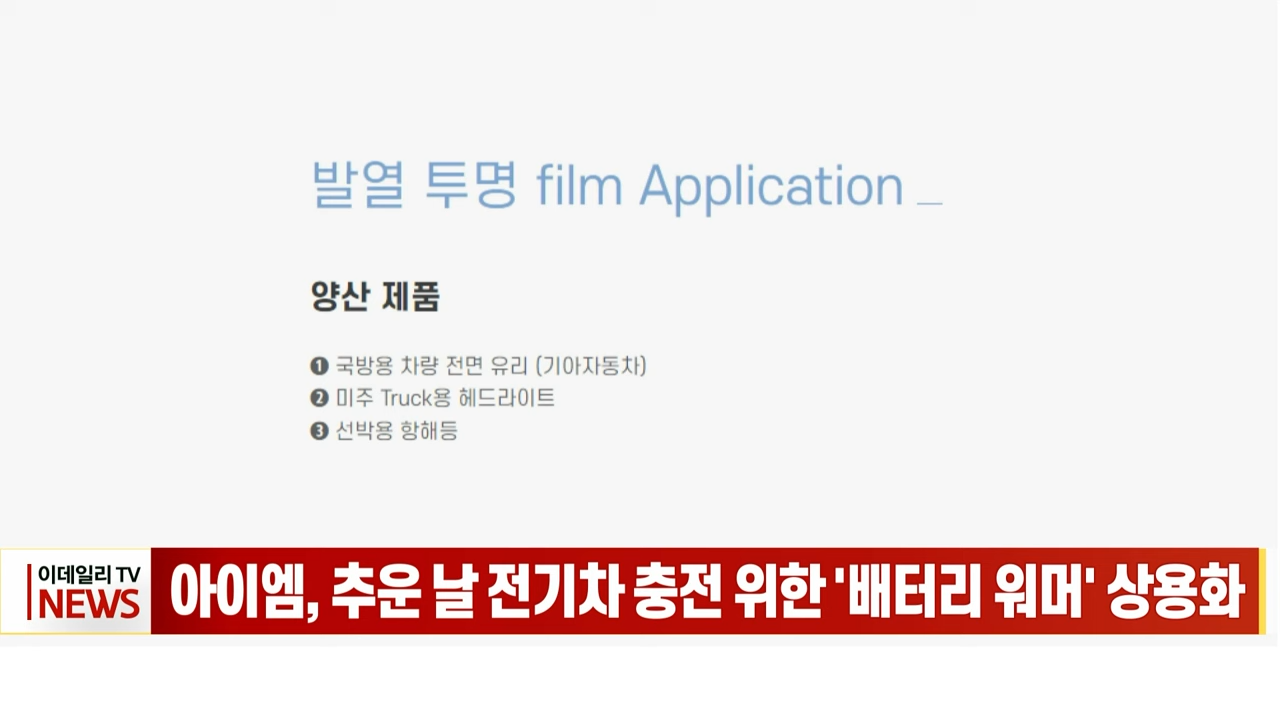 발열 투명 film Application _
양산 제품
❶ 국방용 차량 전면 유리 (기아자동차)
❷ 미주 Truck용 헤드라이트
❸ 선박용 항해등
이데일리 TV
NEWS
아이엠, 추운 날 전기차 충전 위한 '배터리 워머' 상용화